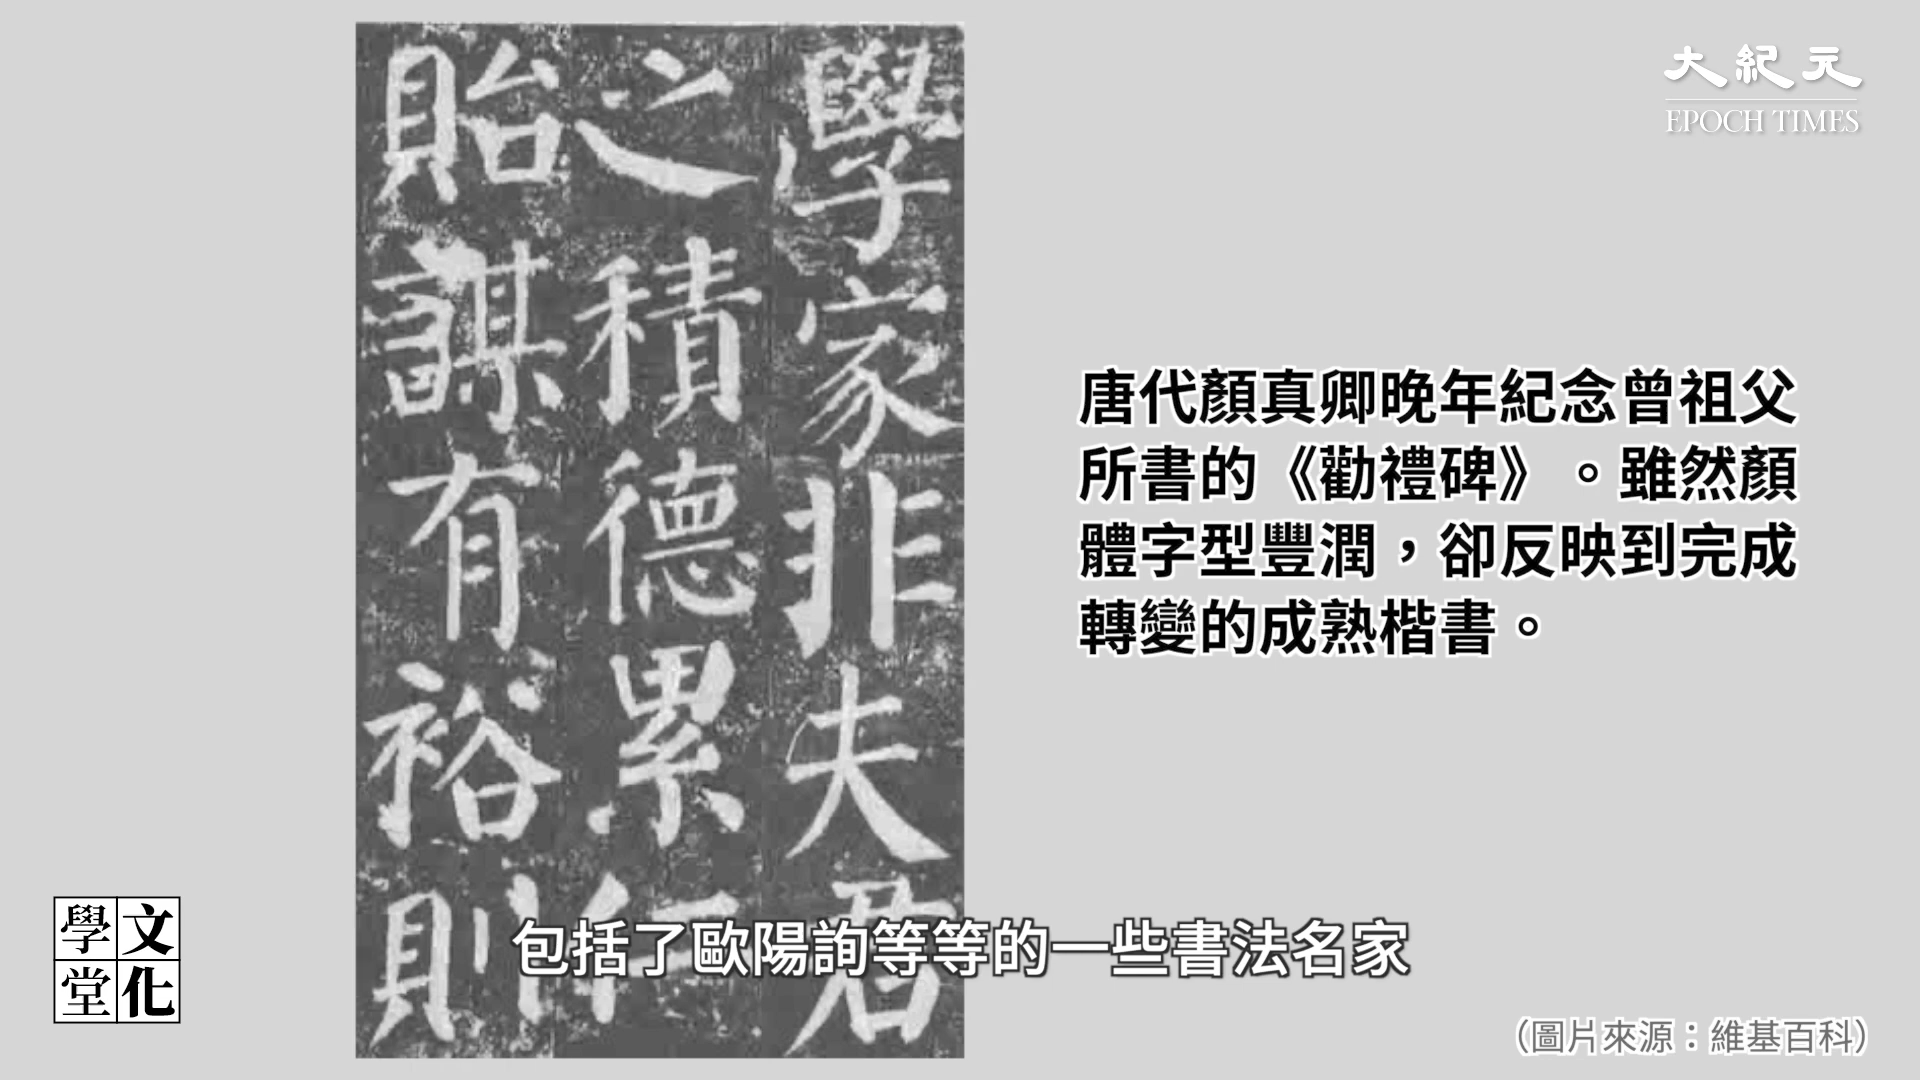 學家非夫君
之積德累仁
貽謀有裕則
大紀元
EPOCH TIMES
唐代顏真卿晚年紀念曾祖父
所書的《勸禮碑》。雖然顏
體字型豐潤，卻反映到完成
轉變的成熟楷書。
包括了歐陽詢等等的一些書法名家
文化
學堂
（圖片來源：維基百科）